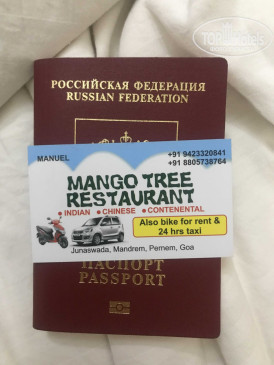 РОССИЙСКАЯ ФЕДЕРАЦИЯ
RUSSIAN FEDERATION
MANUEL
+91 9423320841
+91 8805738764
MANGO TREE
RESTAURANT
• INDIAN • CHINESE • CONTENENTAL
Also bike for rent &
24 hrs taxi
Junaswada, Mandrem, Pernem, Goa
ПАСПОРТ
PASSPORT